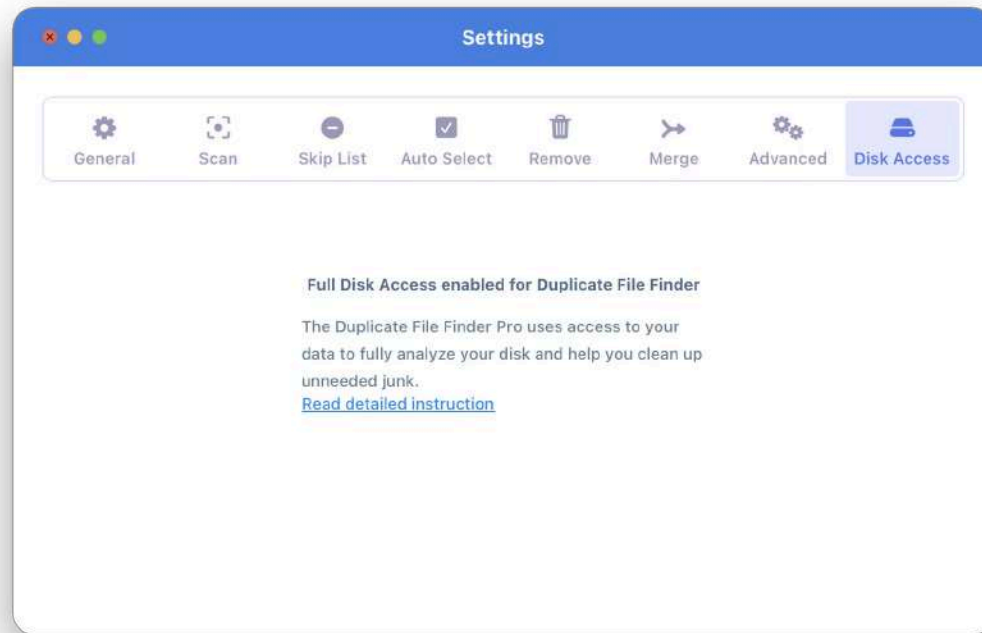 Settings
General
Scan
Skip List
Auto Select
Remove
Merge
Advanced
Disk Access
Full Disk Access enabled for Duplicate File Finder
The Duplicate File Finder Pro uses access to your
data to fully analyze your disk and help you clean up
unneeded junk.
Read detailed instruction